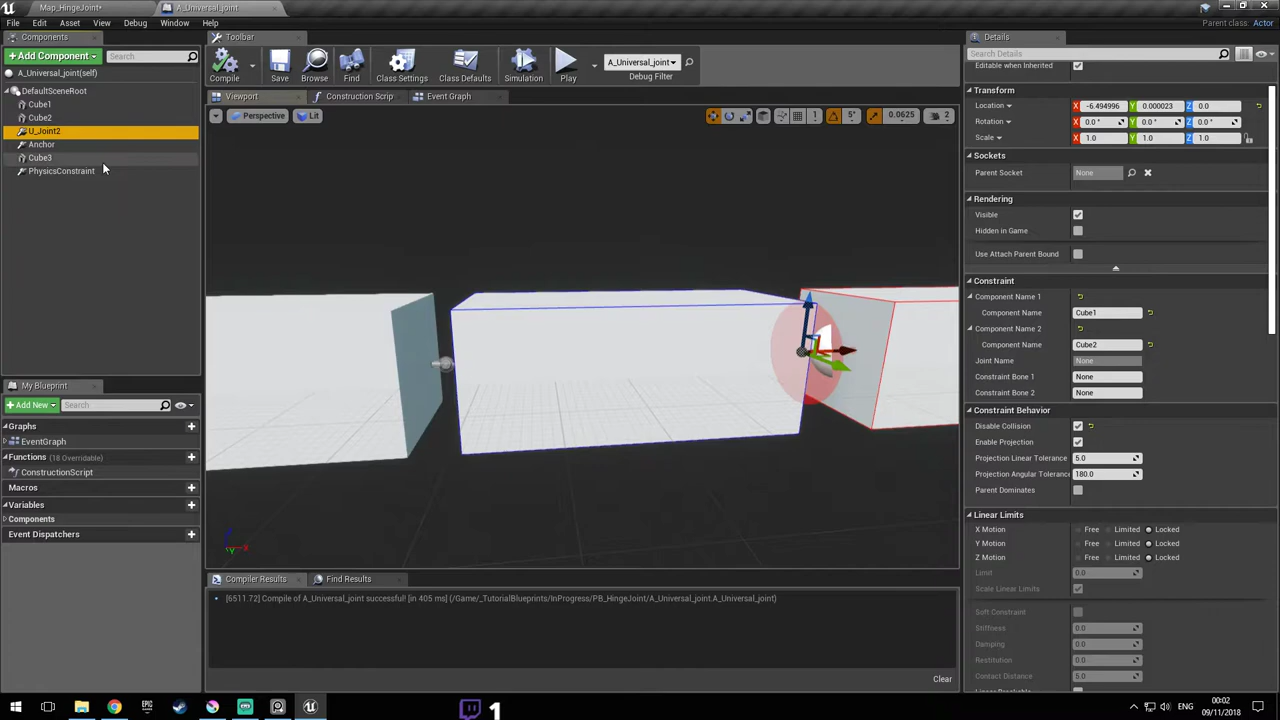 Map_HingeJoint*
A_Universal_joint
File Edit Asset View Debug Window Help
Parent class: Actor
Components
+Add Component
Search
A_Universal_joint(self)
DefaultSceneRoot
Cube1
Cube2
U_Joint2
Anchor
Cube3
PhysicsConstraint
My Blueprint
+Add New
Search
Graphs
EventGraph
Functions (18 Overridable)
ConstructionScript
Macros
Variables
Components
Event Dispatchers
Toolbar
Compile
Save
Browse
Find
Class Settings
Class Defaults
Simulation
Play
A_Universal_joint
Debug Filter
Viewport
Construction Scrip
Event Graph
Perspective
Lit
1
5°
0.0625
2
Compiler Results
Find Results
[6511.72] Compile of A_Universal_joint successful! [in 405 ms] (/Game/_TutorialBlueprints/InProgress/PB_HingeJoint/A_Universal_joint.A_Universal_joint)
Clear
Details
Search Details
Editable when Inherited
Transform
Location X -6.494996 Y 0.000023 Z 0.0
Rotation X 0.0° Y 0.0° Z 0.0°
Scale X 1.0 Y 1.0 Z 1.0
Sockets
Parent Socket None
Rendering
Visible
Hidden in Game
Use Attach Parent Bound
Constraint
Component Name 1
Component Name Cube1
Component Name 2
Component Name Cube2
Joint Name None
Constraint Bone 1 None
Constraint Bone 2 None
Constraint Behavior
Disable Collision
Enable Projection
Projection Linear Tolerance 5.0
Projection Angular Tolerance 180.0
Parent Dominates
Linear Limits
X Motion Free Limited Locked
Y Motion Free Limited Locked
Z Motion Free Limited Locked
Limit 0.0
Scale Linear Limits
Soft Constraint
Stiffness 0.0
Damping 0.0
Restitution 0.0
Contact Distance 5.0
1
ENG
00:02
09/11/2018